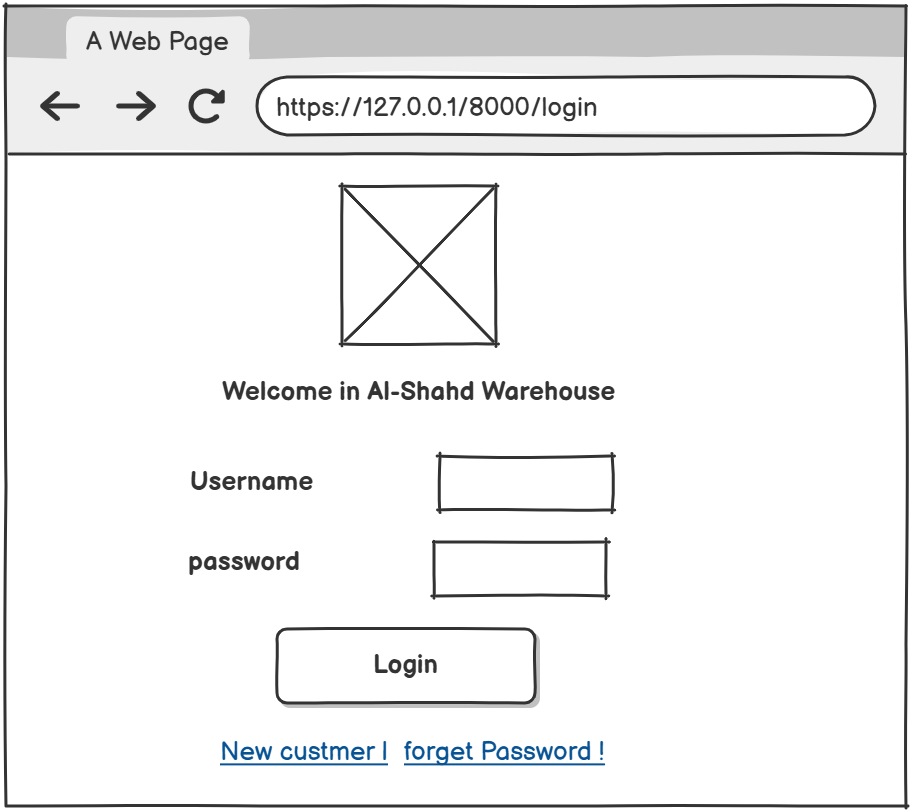 A Web Page
https://127.0.0.1/8000/login
Welcome in Al-Shahd Warehouse
Username
password
Login
New custmer | forget Password !